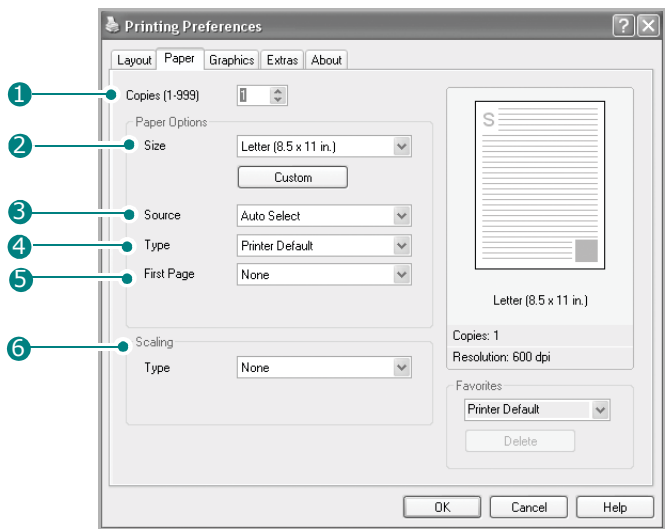 Printing Preferences
Layout Paper Graphics Extras About
1 Copies (1-999) 1
Paper Options
2 Size Letter (8.5 x 11 in.)
Custom
3 Source Auto Select
4 Type Printer Default
5 First Page None
6 Scaling
Type None
S
Letter (8.5 x 11 in.)
Copies: 1
Resolution: 600 dpi
Favorites
Printer Default
Delete
OK Cancel Help